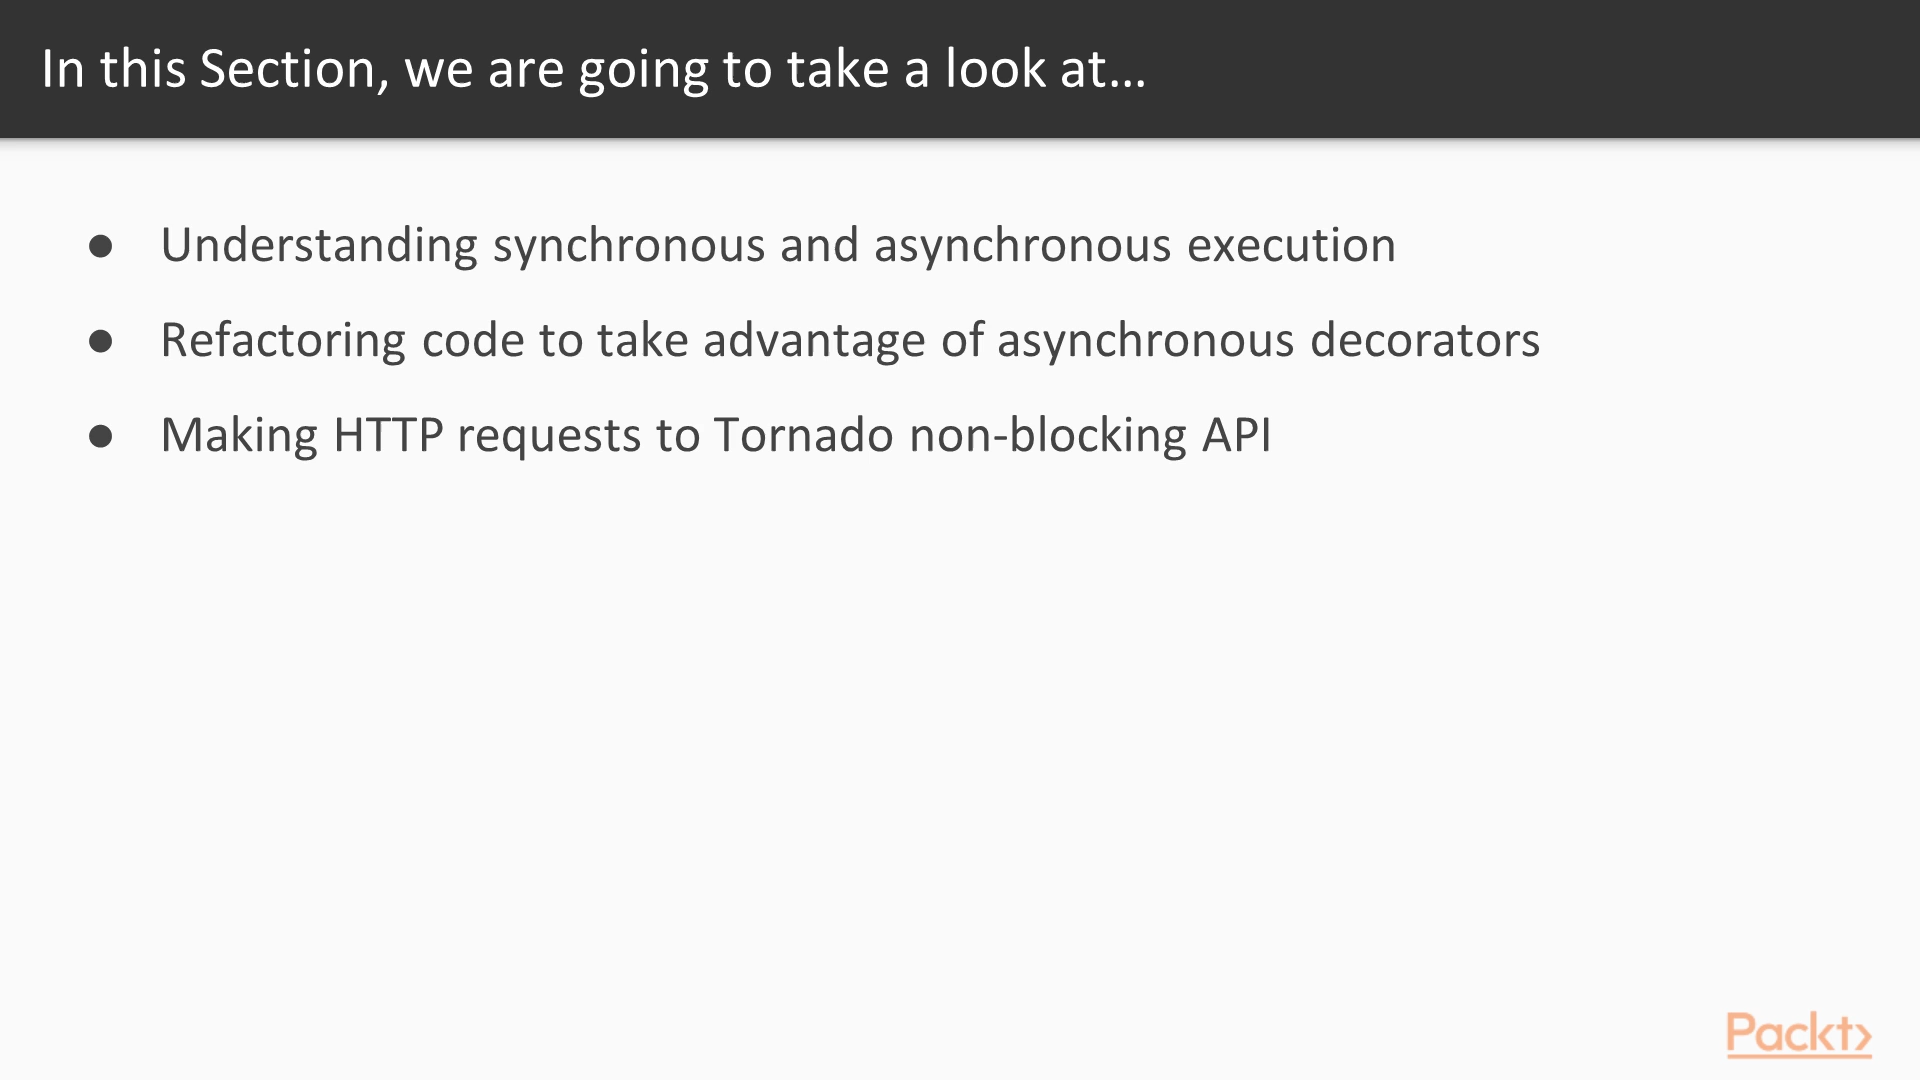 In this Section, we are going to take a look at…
● Understanding synchronous and asynchronous execution
● Refactoring code to take advantage of asynchronous decorators
● Making HTTP requests to Tornado non-blocking API
Packt>